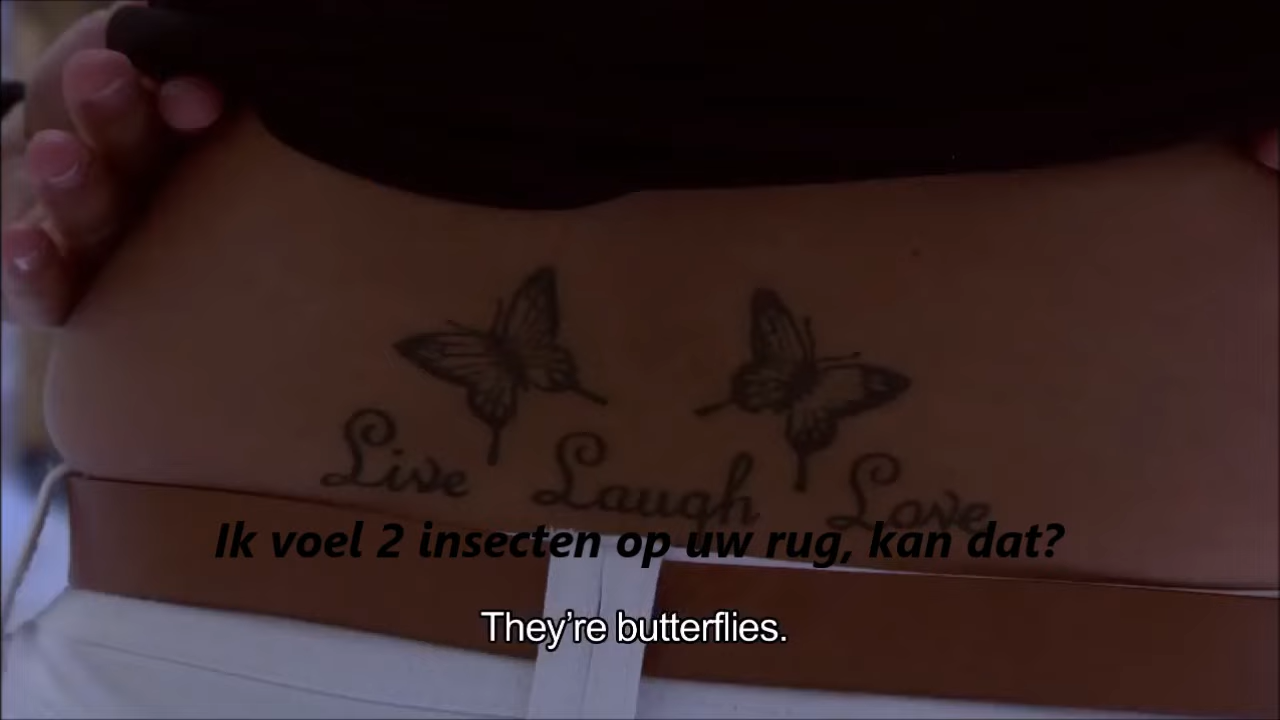 Live Laugh Love
Ik voel 2 insecten op uw rug, kan dat?
They're butterflies.